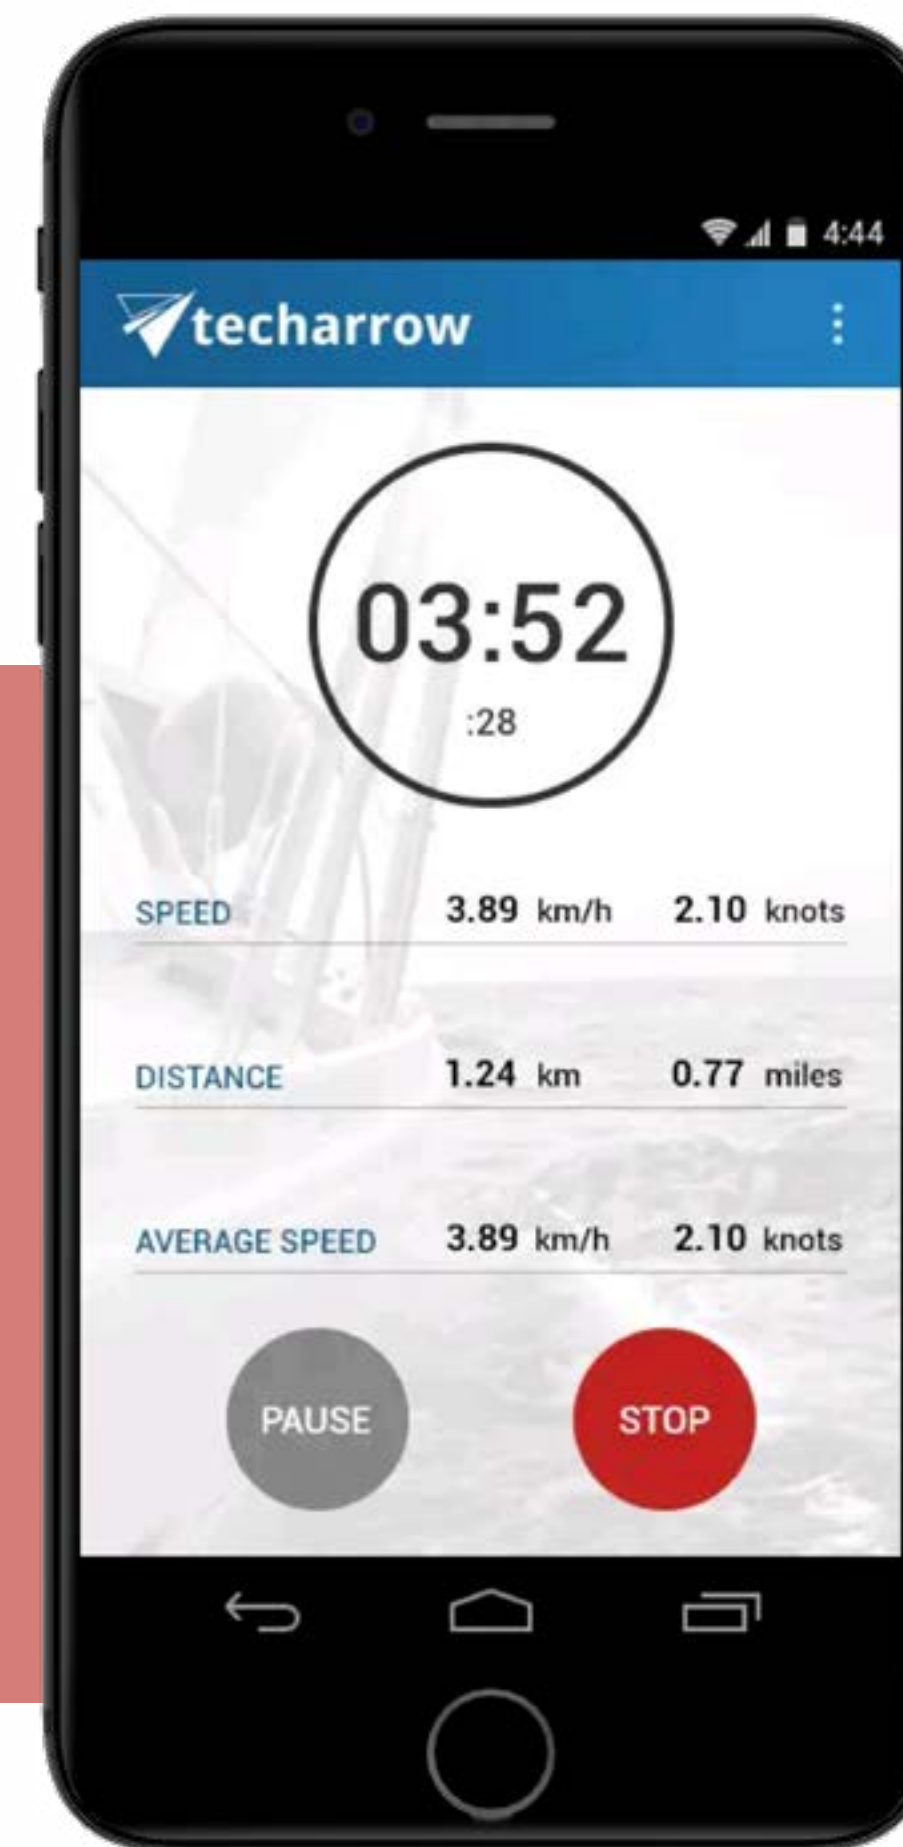 4:44
techarrow
03:52
:28
SPEED 3.89 km/h 2.10 knots
DISTANCE 1.24 km 0.77 miles
AVERAGE SPEED 3.89 km/h 2.10 knots
PAUSE STOP